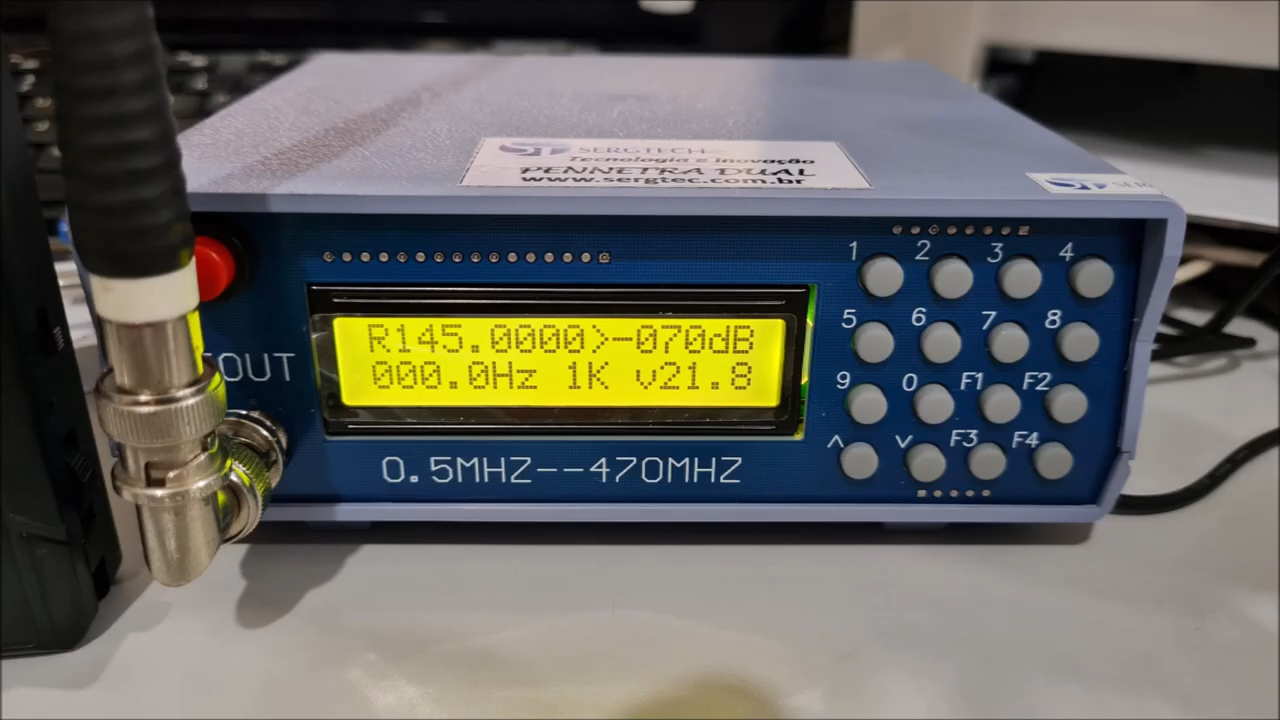 SERGTECH
Tecnologia e inovação
PENNETRA DUAL
www.sergtec.com.br
SER
OUT
R145.0000>-070dB
000.0Hz 1K v21.8
0.5MHZ--470MHZ
1 2 3 4
5 6 7 8
9 0 F1 F2
^ v F3 F4